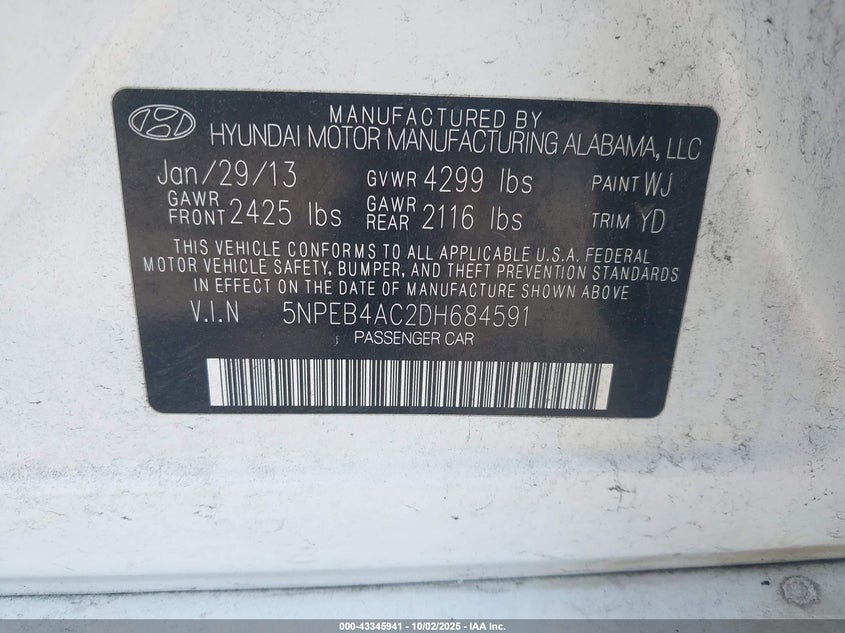 MANUFACTURED BY
HYUNDAI MOTOR MANUFACTURING ALABAMA, LLC
Jan/29/13 GVWR 4299 lbs PAINT WJ
GAWR FRONT 2425 lbs GAWR REAR 2116 lbs TRIM YD
THIS VEHICLE CONFORMS TO ALL APPLICABLE U.S.A. FEDERAL
MOTOR VEHICLE SAFETY, BUMPER, AND THEFT PREVENTION STANDARDS
IN EFFECT ON THE DATE OF MANUFACTURE SHOWN ABOVE
V.I.N 5NPEB4AC2DH684591
PASSENGER CAR
000-43345941 - 10/02/2025 - IAA Inc.